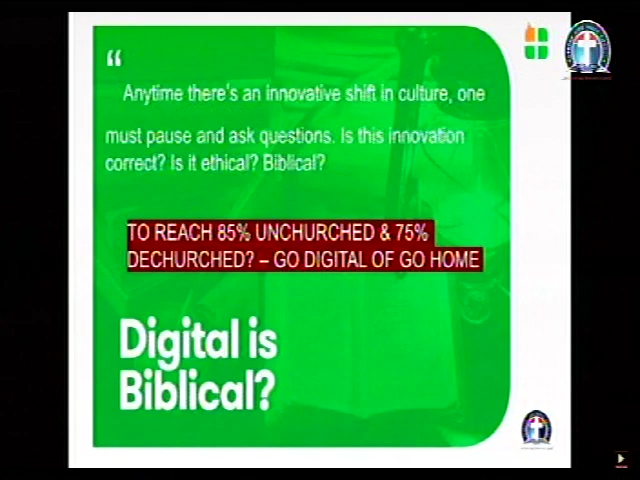 “
Anytime there's an innovative shift in culture, one
must pause and ask questions. Is this innovation
correct? Is it ethical? Biblical?
TO REACH 85% UNCHURCHED & 75%
DECHURCHED? – GO DIGITAL OF GO HOME
Digital is
Biblical?